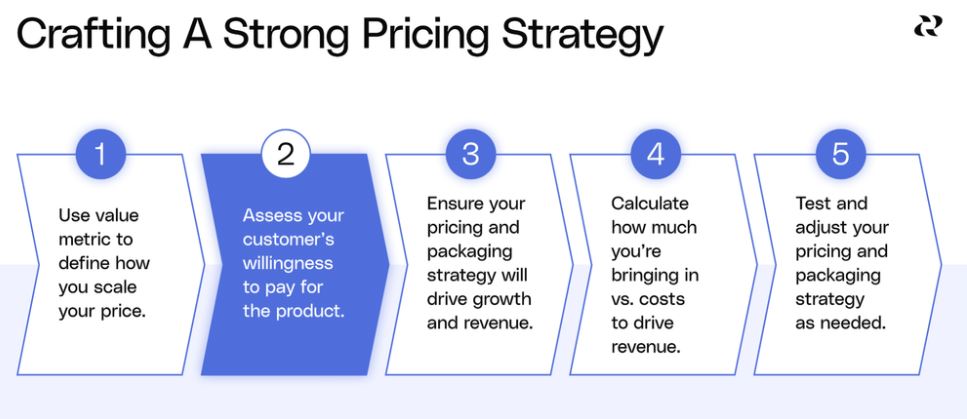 Crafting A Strong Pricing Strategy
1
Use value
metric to
define how
you scale
your price.
2
Assess your
customer's
willingness
to pay for
the product.
3
Ensure your
pricing and
packaging
strategy will
drive growth
and revenue.
4
Calculate
how much
you're
bringing in
vs. costs
to drive
revenue.
5
Test and
adjust your
pricing and
packaging
strategy
as needed.